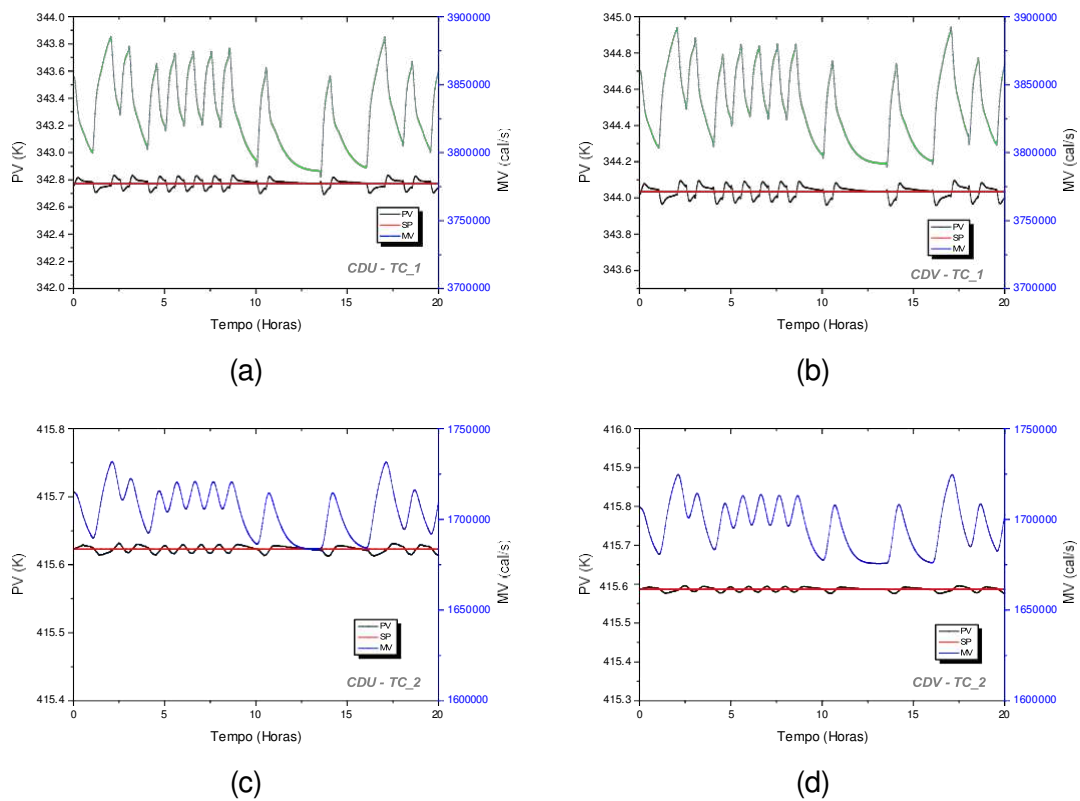 344.0
343.8
343.6
343.4
343.2
343.0
342.8
342.6
342.4
342.2
342.0
PV (K)
3900000
3850000
3800000
3750000
3700000
MV (cal/s)
PV
SP
MV
CDU - TC_1
0
5
10
15
20
Tempo (Horas)
(a)
345.0
344.8
344.6
344.4
344.2
344.0
343.8
343.6
PV (K)
3900000
3850000
3800000
3750000
3700000
MV (cal/s)
PV
SP
MV
CDV - TC_1
0
5
10
15
20
Tempo (Horas)
(b)
415.8
415.7
415.6
415.5
415.4
PV (K)
1750000
1700000
1650000
1600000
MV (cal/s)
PV
SP
MV
CDU - TC_2
0
5
10
15
20
Tempo (Horas)
(c)
416.0
415.9
415.8
415.7
415.6
415.5
415.4
415.3
PV (K)
1750000
1700000
1650000
1600000
MV (cal/s)
PV
SP
MV
CDV - TC_2
0
5
10
15
20
Tempo (Horas)
(d)